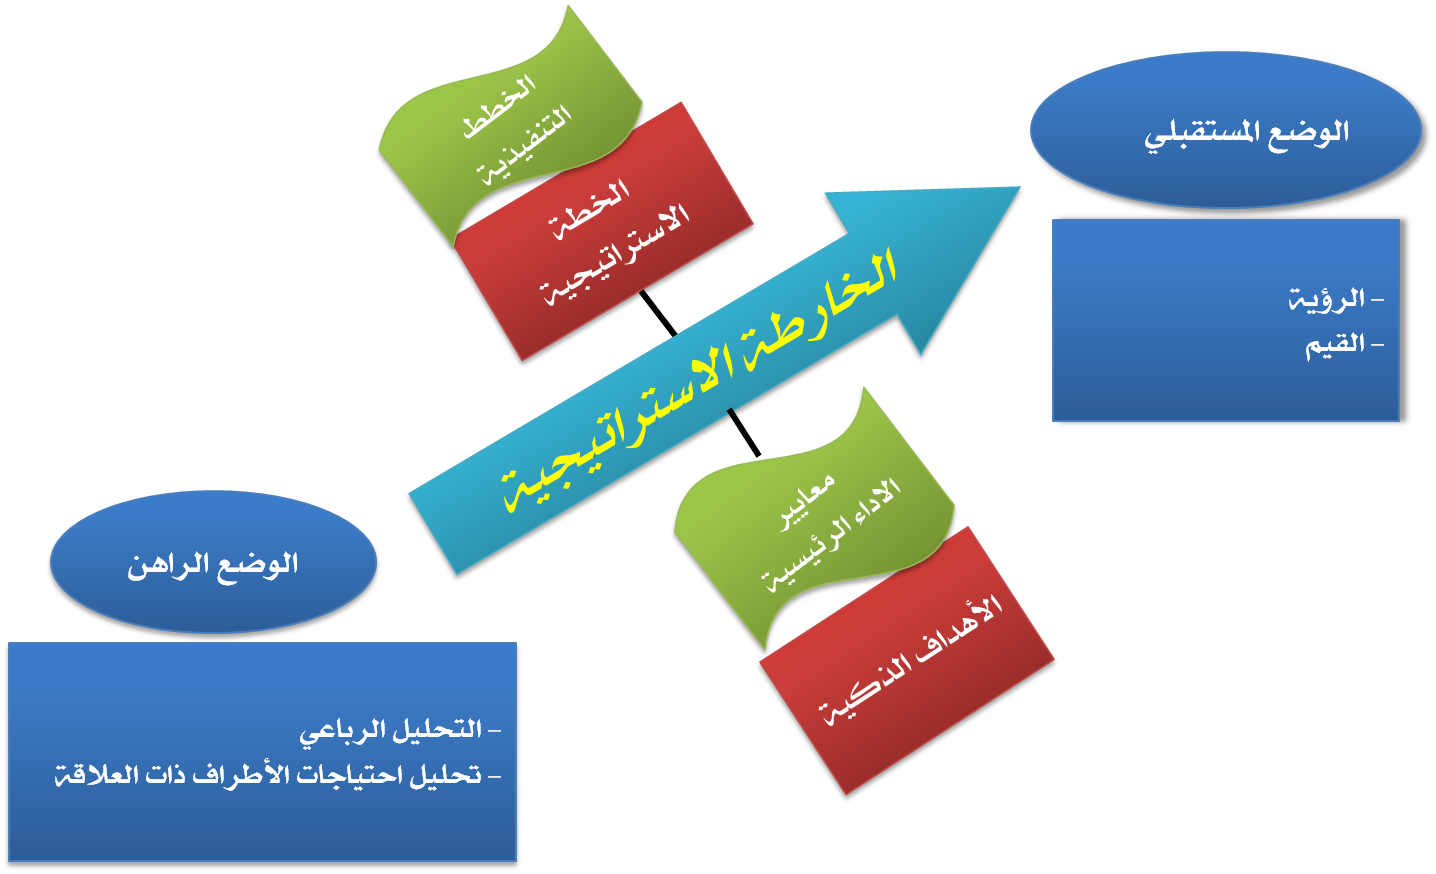 الخطط
التنفيذية
الخطة
الاستراتيجية
الوضع المستقبلي
– الرؤية
– القيم
الخارطة الاستراتيجية
معايير
الاداء الرئيسية
الأهداف الذكية
الوضع الراهن
– التحليل الرباعي
– تحليل احتياجات الأطراف ذات العلاقة